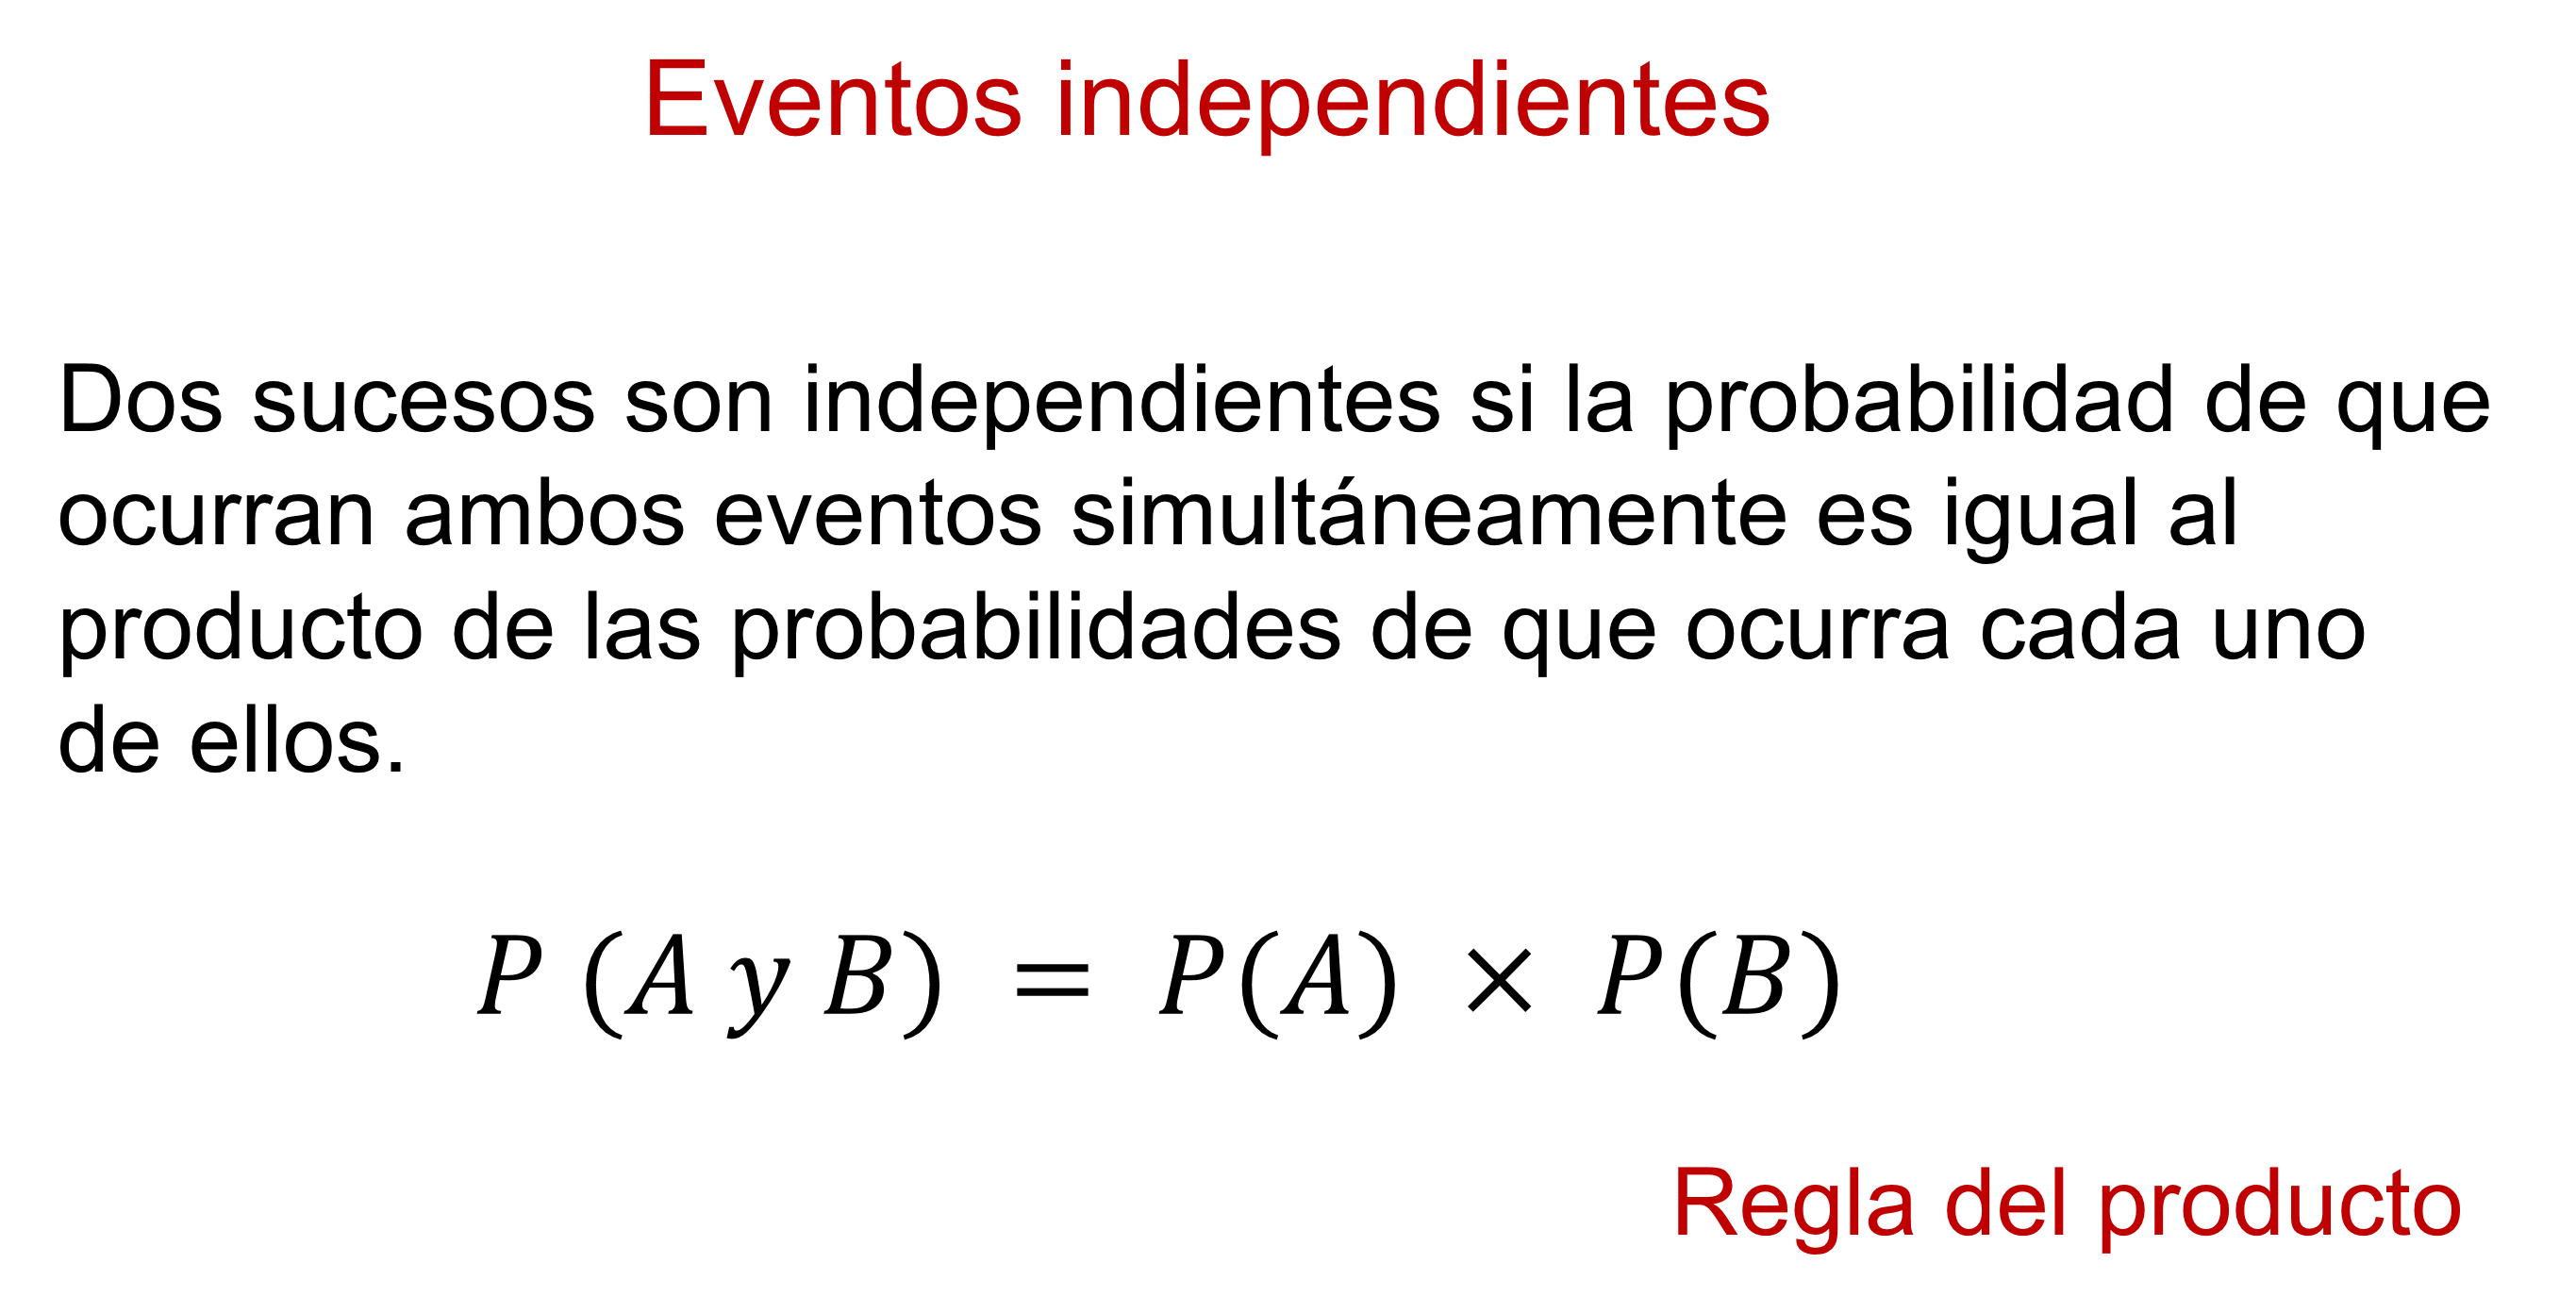 Eventos independientes
Dos sucesos son independientes si la probabilidad de que
ocurran ambos eventos simultáneamente es igual al
producto de las probabilidades de que ocurra cada uno
de ellos.
P (A y B) = P(A) × P(B)
Regla del producto